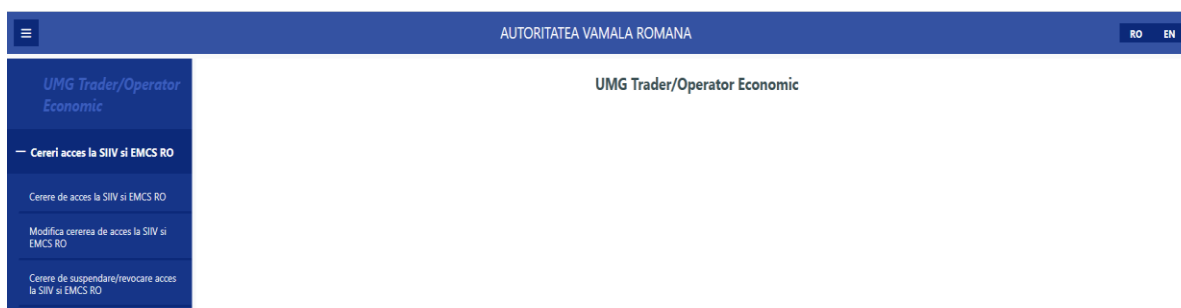 AUTORITATEA VAMALA ROMANA
RO EN
UMG Trader/Operator
Economic
UMG Trader/Operator Economic
Cereri acces la SIIV si EMCS RO
Cerere de acces la SIIV si EMCS RO
Modifica cererea de acces la SIIV si
EMCS RO
Cerere de suspendare/revocare acces
la SIIV si EMCS RO